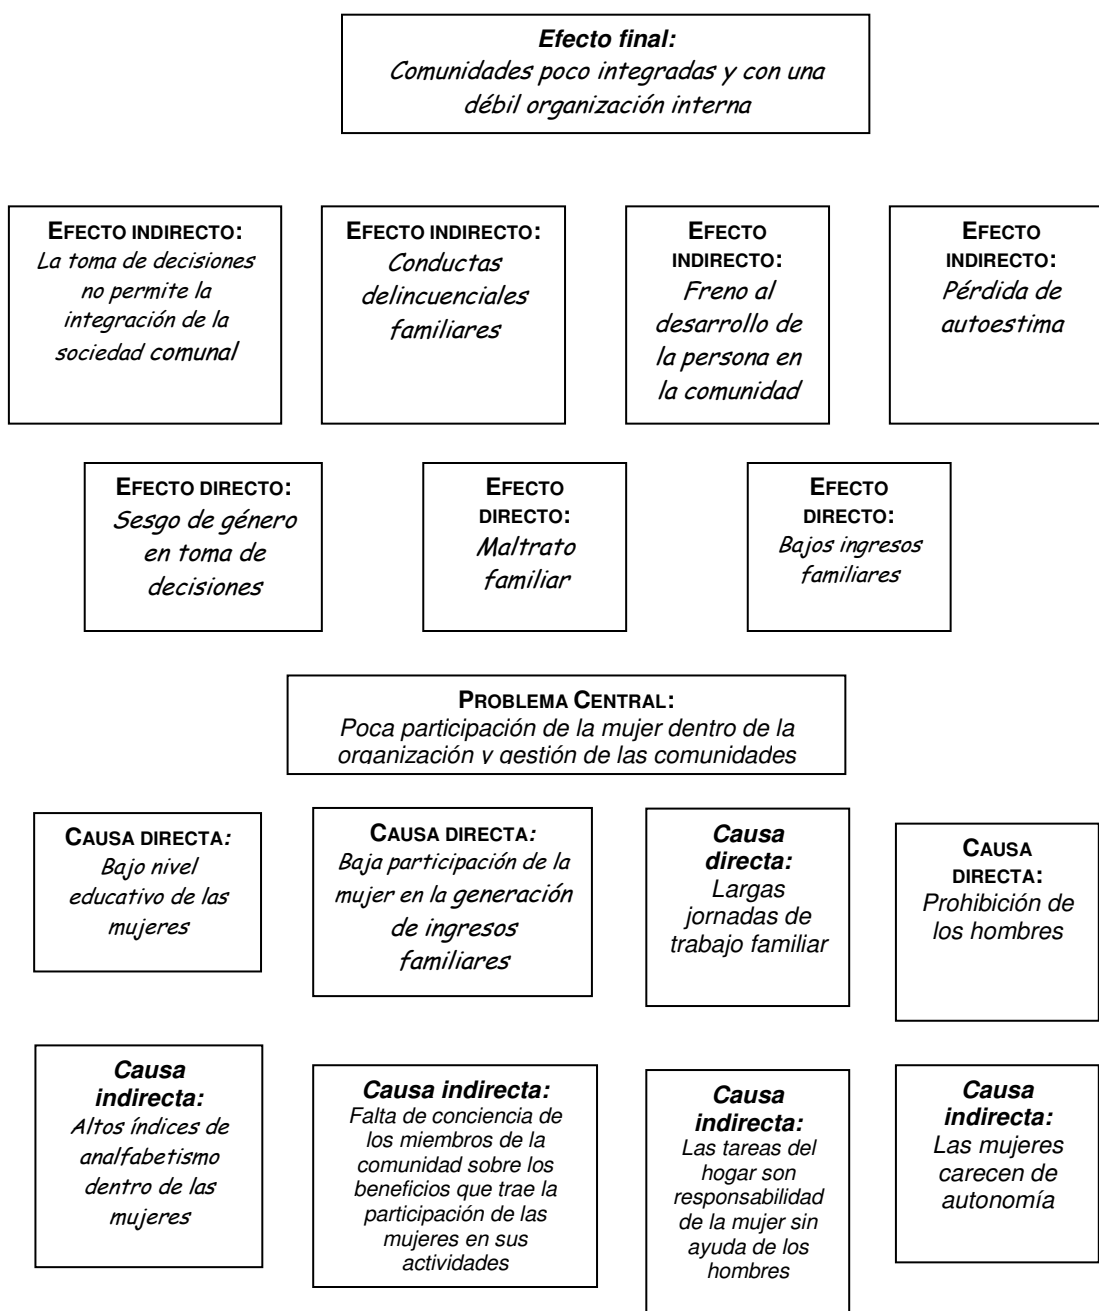 Efecto final:
Comunidades poco integradas y con una
débil organización interna
EFECTO INDIRECTO:
La toma de decisiones
no permite la
integración de la
sociedad comunal
EFECTO INDIRECTO:
Conductas
delincuenciales
familiares
EFECTO
INDIRECTO:
Freno al
desarrollo de
la persona en
la comunidad
EFECTO
INDIRECTO:
Pérdida de
autoestima
EFECTO DIRECTO:
Sesgo de género
en toma de
decisiones
EFECTO
DIRECTO:
Maltrato
familiar
EFECTO
DIRECTO:
Bajos ingresos
familiares
PROBLEMA CENTRAL:
Poca participación de la mujer dentro de la
organización y gestión de las comunidades
CAUSA DIRECTA:
Bajo nivel
educativo de las
mujeres
CAUSA DIRECTA:
Baja participación de la
mujer en la generación
de ingresos
familiares
Causa
directa:
Largas
jornadas de
trabajo familiar
CAUSA
DIRECTA:
Prohibición de
los hombres
Causa
indirecta:
Altos índices de
analfabetismo
dentro de las
mujeres
Causa indirecta:
Falta de conciencia de
los miembros de la
comunidad sobre los
beneficios que trae la
participación de las
mujeres en sus
actividades
Causa
indirecta:
Las tareas del
hogar son
responsabilidad
de la mujer sin
ayuda de los
hombres
Causa
indirecta:
Las mujeres
carecen de
autonomía